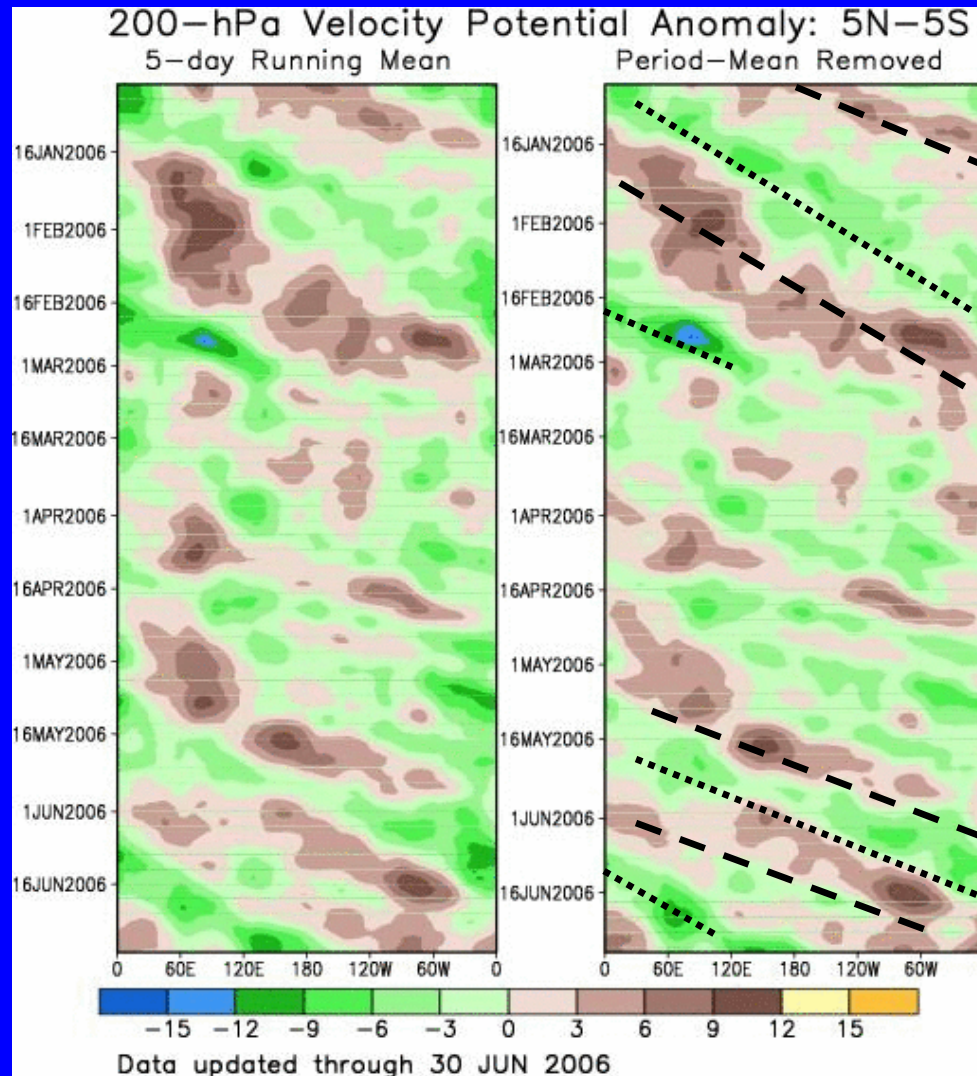 200-hPa Velocity Potential Anomaly: 5N-5S
5-day Running Mean
Period-Mean Removed
16JAN2006
1FEB2006
16FEB2006
1MAR2006
16MAR2006
1APR2006
16APR2006
1MAY2006
16MAY2006
1JUN2006
16JUN2006
0 60E 120E 180 120W 60W 0
16JAN2006
1FEB2006
16FEB2006
1MAR2006
16MAR2006
1APR2006
16APR2006
1MAY2006
16MAY2006
1JUN2006
16JUN2006
0 60E 120E 180 120W 60W
-15 -12 -9 -6 -3 0 3 6 9 12 15
Data updated through 30 JUN 2006